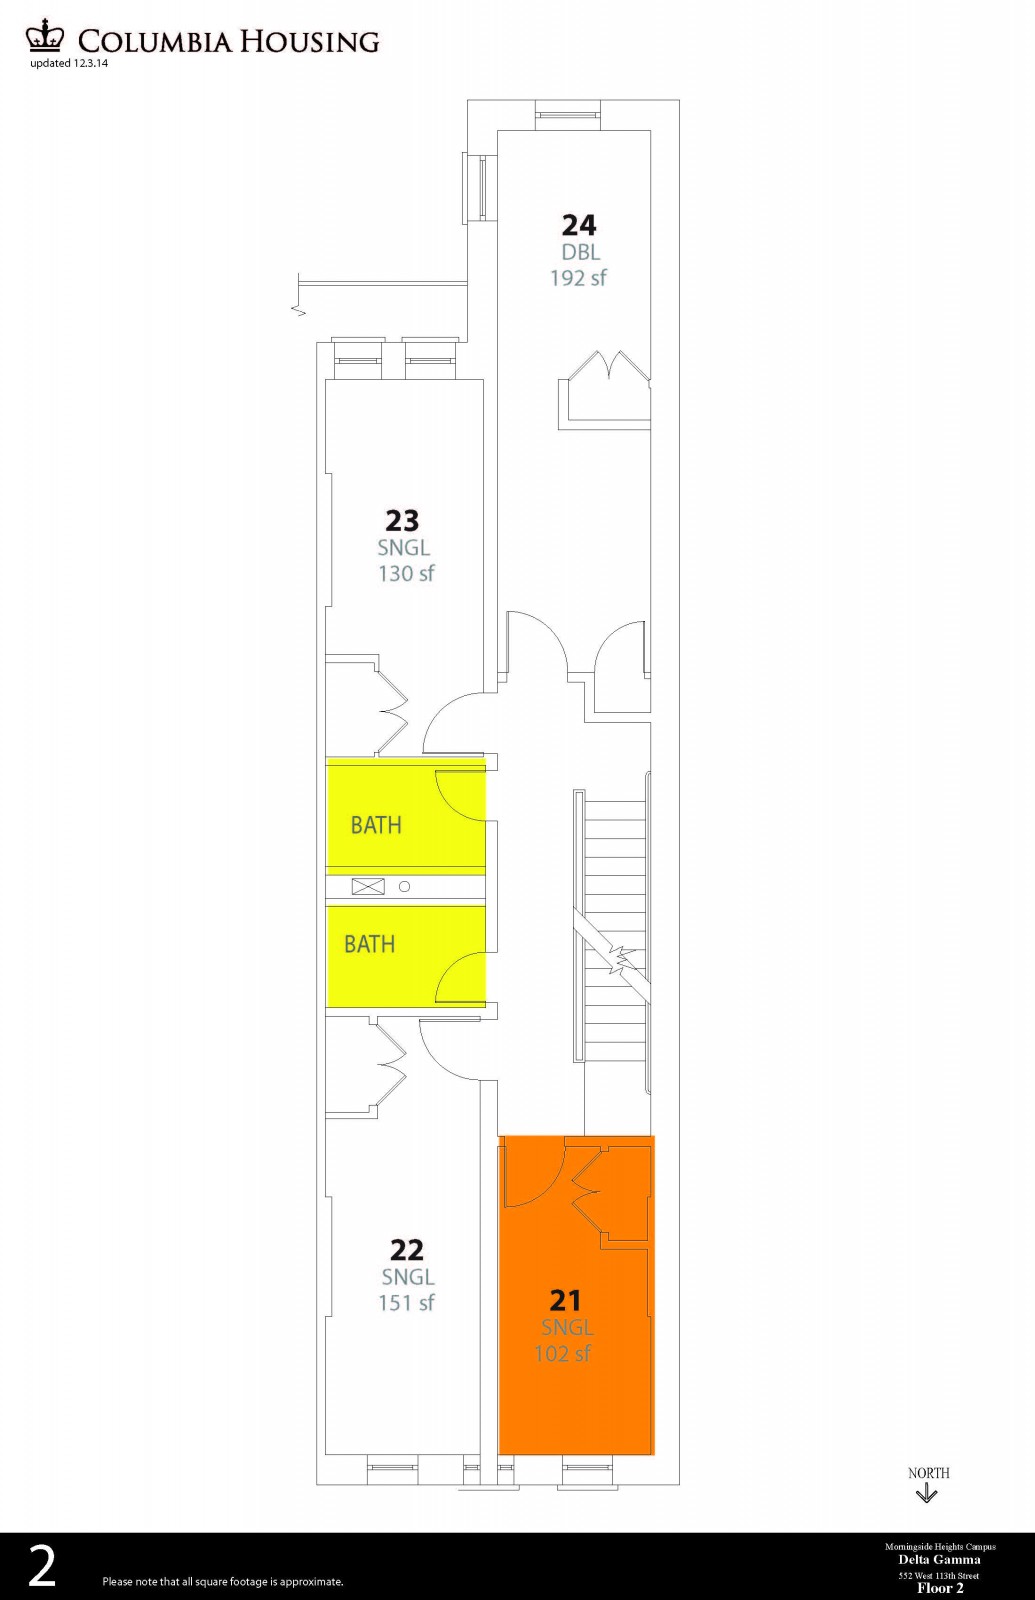 COLUMBIA HOUSING
updated 12.3.14
24
DBL
192 sf
23
SNGL
130 sf
BATH
BATH
22
SNGL
151 sf
21
SNGL
102 sf
NORTH
2
Please note that all square footage is approximate.
Morningside Heights Campus
Delta Gamma
552 West 113th Street
Floor 2